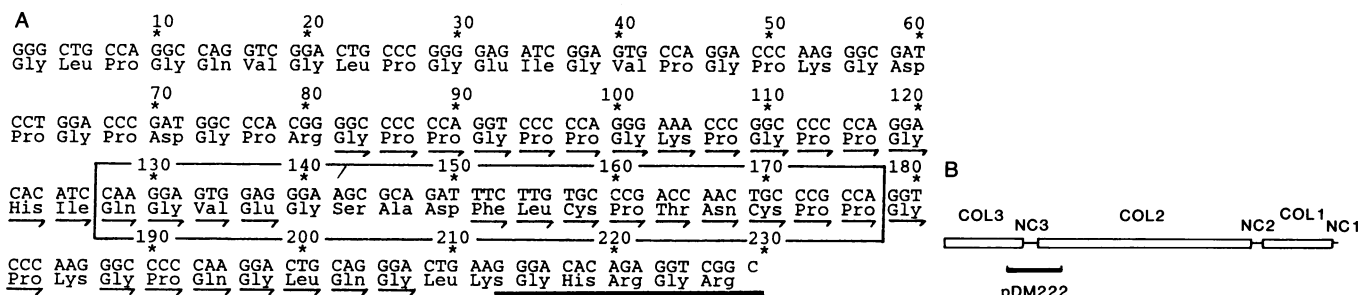 A
10 20 30 40 50 60
* * * * * *
GGG CTG CCA GGC CAG GTC GGA CTG CCC GGG GAG ATC GGA GTG CCA GGA CCC AAG GGC GAT
Gly Leu Pro Gly Gln Val Gly Leu Pro Gly Glu Ile Gly Val Pro Gly Pro Lys Gly Asp
70 80 90 100 110 120
* * * * * *
CCT GGA CCC GAT GGC CCA CGG GGC CCC CCA GGT CCC CCA GGG AAA CCC GGC CCC CCA GGA
Pro Gly Pro Asp Gly Pro Arg Gly Pro Pro Gly Pro Pro Gly Lys Pro Gly Pro Pro Gly
130 140 150 160 170 180
* * * * * *
CAC ATC CAA GGA GTG GAG GGA AGC GCA GAT TTC TTG TGC CCG ACC AAC TGC CCG CCA GGT
His Ile Gln Gly Val Glu Gly Ser Ala Asp Phe Leu Cys Pro Thr Asn Cys Pro Pro Gly
190 200 210 220 230
* * * * *
CCC AAG GGC CCC CAA GGA CTG CAG GGA CTG AAG GGA CAC AGA GGT CGG C
Pro Lys Gly Pro Gln Gly Leu Gln Gly Leu Lys Gly His Arg Gly Arg
B
COL3 NC3 COL2 NC2 COL1 NC1
pDM222